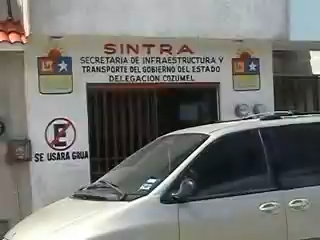 SINTRA
SECRETARIA DE INFRAESTRUCTURA Y
TRANSPORTE DEL GOBIERNO DEL ESTADO
DELEGACION COZUMEL
E
SE USARA GRUA